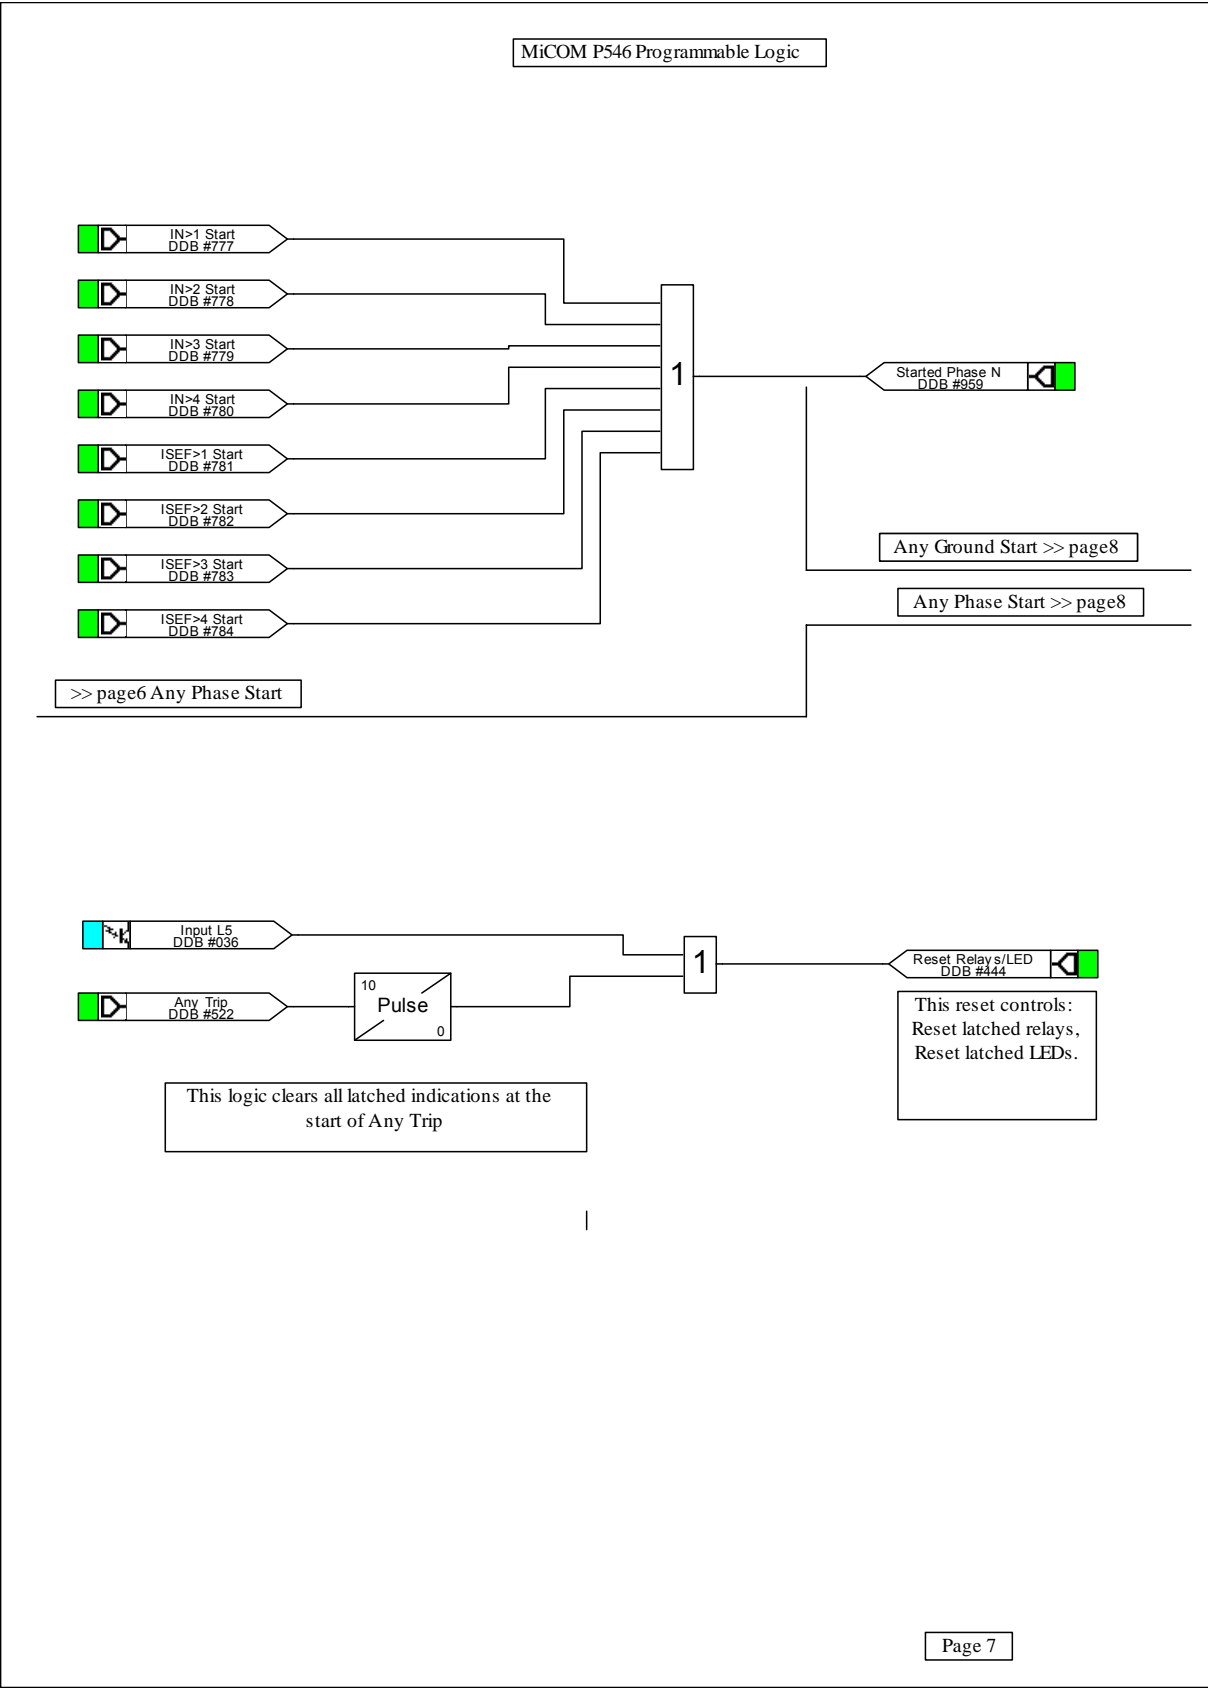 MiCOM P546 Programmable Logic
IN>1 Start
DDB #777
IN>2 Start
DDB #778
IN>3 Start
DDB #779
IN>4 Start
DDB #780
ISEF>1 Start
DDB #781
ISEF>2 Start
DDB #782
ISEF>3 Start
DDB #783
ISEF>4 Start
DDB #784
1
Started Phase N
DDB #959
Any Ground Start >> page8
Any Phase Start >> page8
>> page6 Any Phase Start
Input L5
DDB #036
Any Trip
DDB #522
10
Pulse
0
1
Reset Relays/LED
DDB #444
This reset controls:
Reset latched relays,
Reset latched LEDs.
This logic clears all latched indications at the
start of Any Trip
Page 7